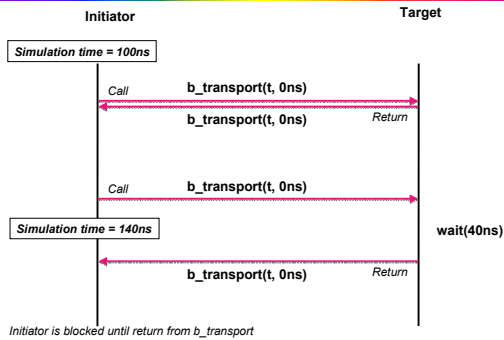 Initiator Target
Simulation time = 100ns
Call b_transport(t, 0ns)
b_transport(t, 0ns) Return
Call b_transport(t, 0ns)
Simulation time = 140ns
wait(40ns)
b_transport(t, 0ns) Return
Initiator is blocked until return from b_transport